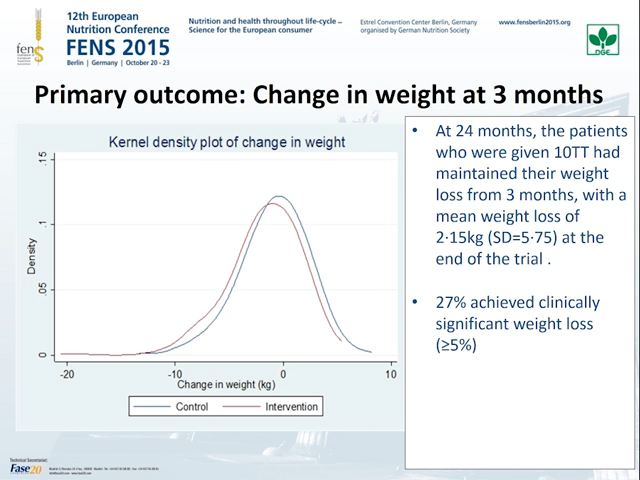 12th European
Nutrition Conference
FENS 2015
Berlin | Germany | October 20 - 23
Nutrition and health throughout life-cycle –
Science for the European consumer
Estrel Convention Center Berlin, Germany
organised by German Nutrition Society
www.fensberlin2015.org
fens
DGE
Primary outcome: Change in weight at 3 months
Kernel density plot of change in weight
Density
.15
.1
.05
0
-20
-10
0
10
Change in weight (kg)
Control
Intervention
• At 24 months, the patients
who were given 10TT had
maintained their weight
loss from 3 months, with a
mean weight loss of
2·15kg (SD=5·75) at the
end of the trial .
• 27% achieved clinically
significant weight loss
(≥5%)
Technical Secretariat:
Fase20